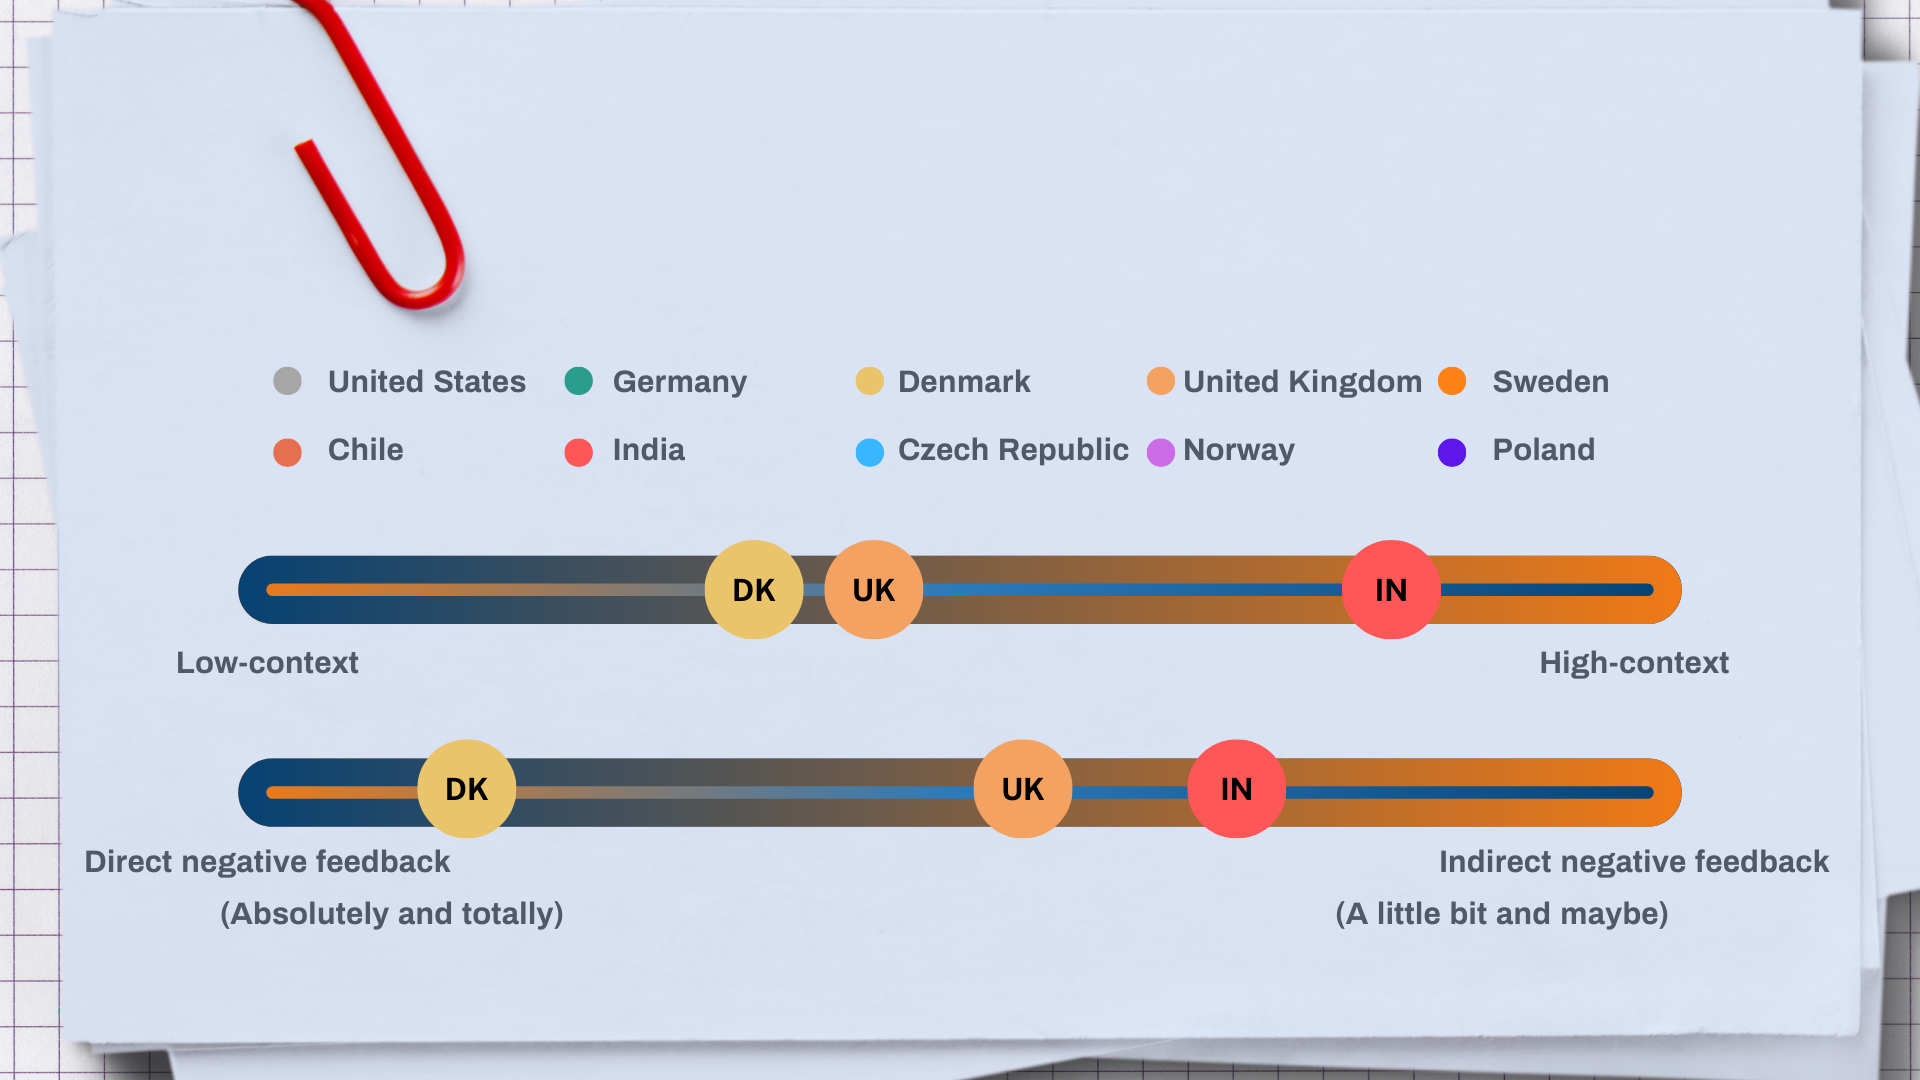 United States Germany Denmark United Kingdom Sweden
Chile India Czech Republic Norway Poland
DK UK IN
Low-context High-context
DK UK IN
Direct negative feedback Indirect negative feedback
(Absolutely and totally) (A little bit and maybe)